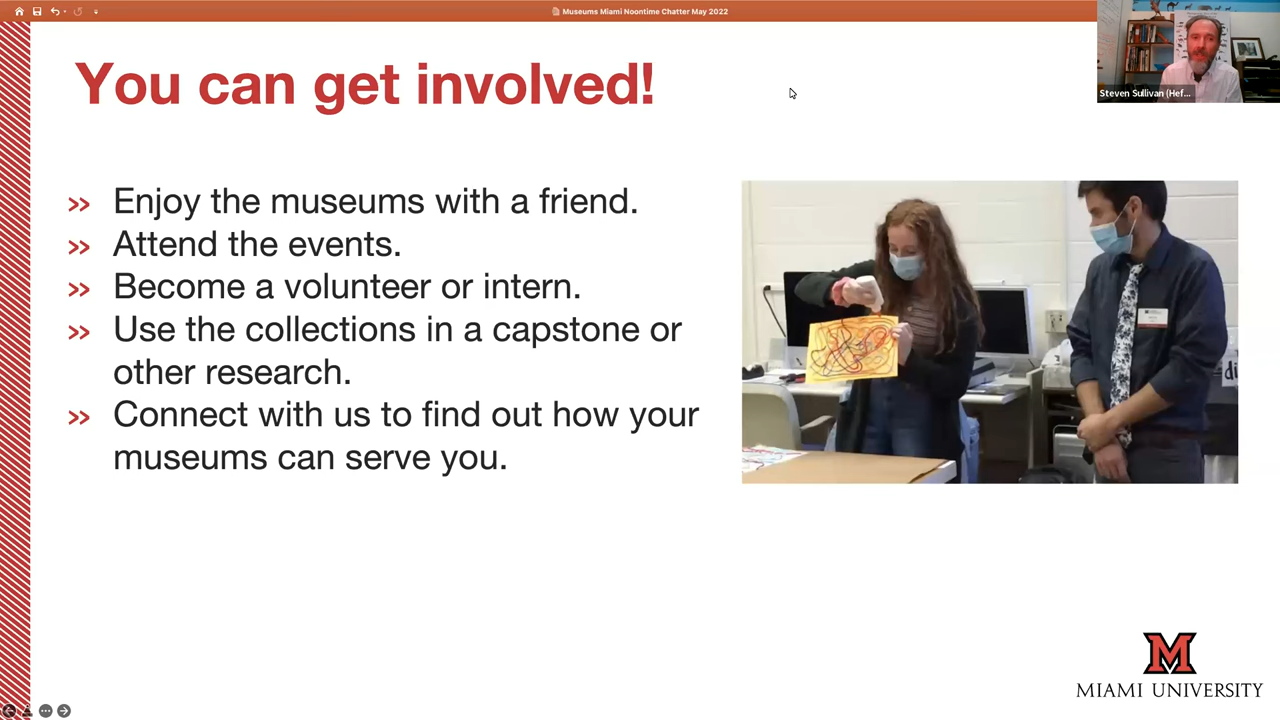 Museums Miami Noontime Chatter May 2022
Steven Sullivan (Hef...
You can get involved!
>> Enjoy the museums with a friend.
>> Attend the events.
>> Become a volunteer or intern.
>> Use the collections in a capstone or
other research.
>> Connect with us to find out how your
museums can serve you.
di
M
MIAMI UNIVERSITY